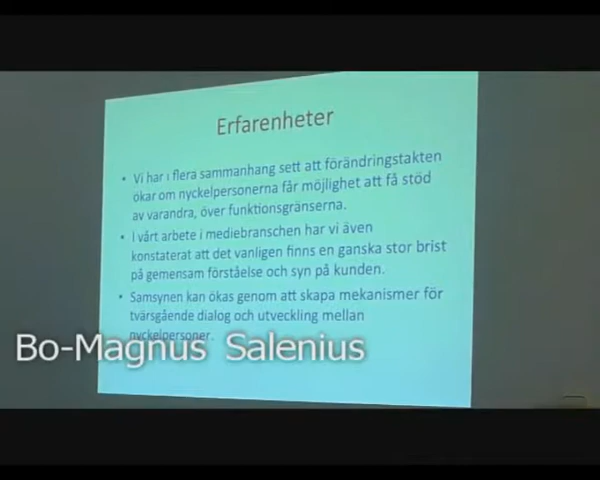 Erfarenheter
• Vi har i flera sammanhang sett att förändringstakten
ökar om nyckelpersonerna får möjlighet att få stöd
av varandra, över funktionsgränserna.
• I vårt arbete i mediebranschen har vi även
konstaterat att det vanligen finns en ganska stor brist
på gemensam förståelse och syn på kunden.
• Samsynen kan ökas genom att skapa mekanismer för
tvärsgående dialog och utveckling mellan
nyckelpersoner.
Bo-Magnus Salenius